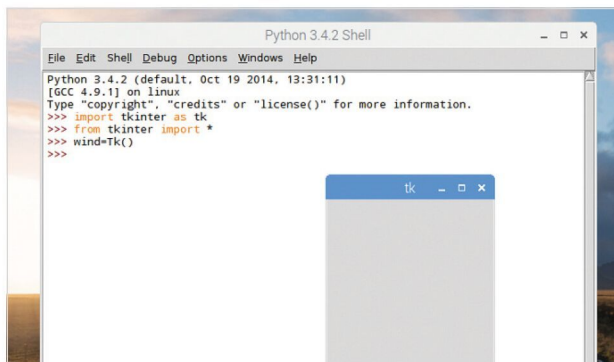 Python 3.4.2 Shell
File Edit Shell Debug Options Windows Help
Python 3.4.2 (default, Oct 19 2014, 13:31:11)
[GCC 4.9.1] on linux
Type "copyright", "credits" or "license()" for more information.
>>> import tkinter as tk
>>> from tkinter import *
>>> wind=Tk()
>>>
tk